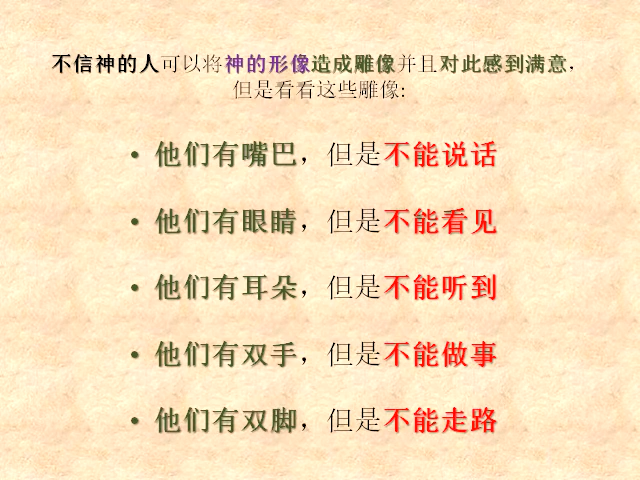 不信神的人可以将神的形像造成雕像并且对此感到满意，
但是看看这些雕像:
• 他们有嘴巴，但是不能说话
• 他们有眼睛，但是不能看见
• 他们有耳朵，但是不能听到
• 他们有双手，但是不能做事
• 他们有双脚，但是不能走路